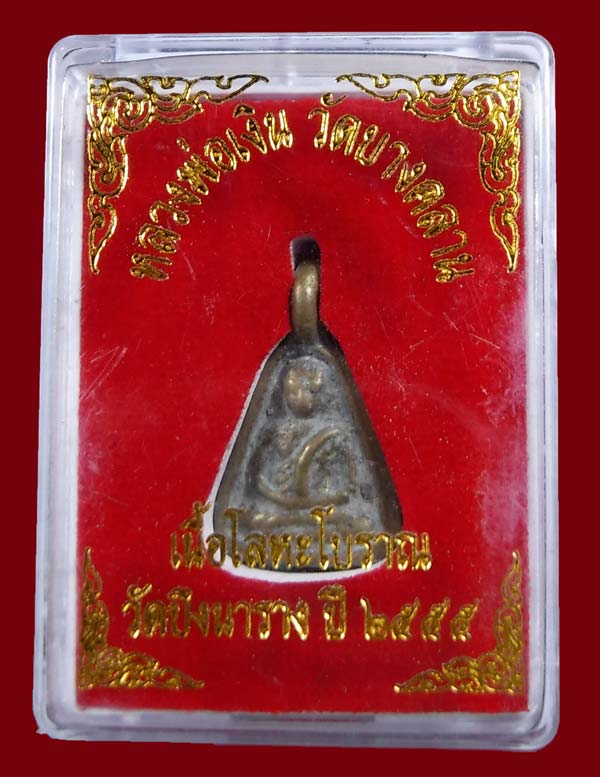 หลวงพ่อเงิน วัดบางคลาน
เนื้อโลหะโบราณ
วัดบึงนาราง ปี ๒๕๕๕